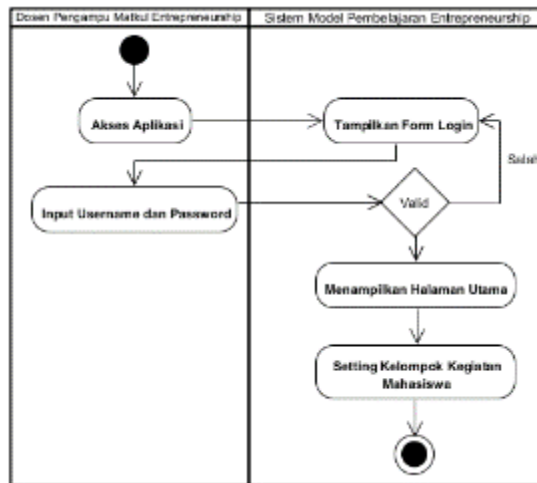 Dosen Pengampu Matkul Entrepreneurship
Sistem Model Pembelajaran Entrepreneurship
Akses Aplikasi
Tampilkan Form Login
Salah
Input Username dan Password
Valid
Menampilkan Halaman Utama
Setting Kelompok Kegiatan
Mahasiswa